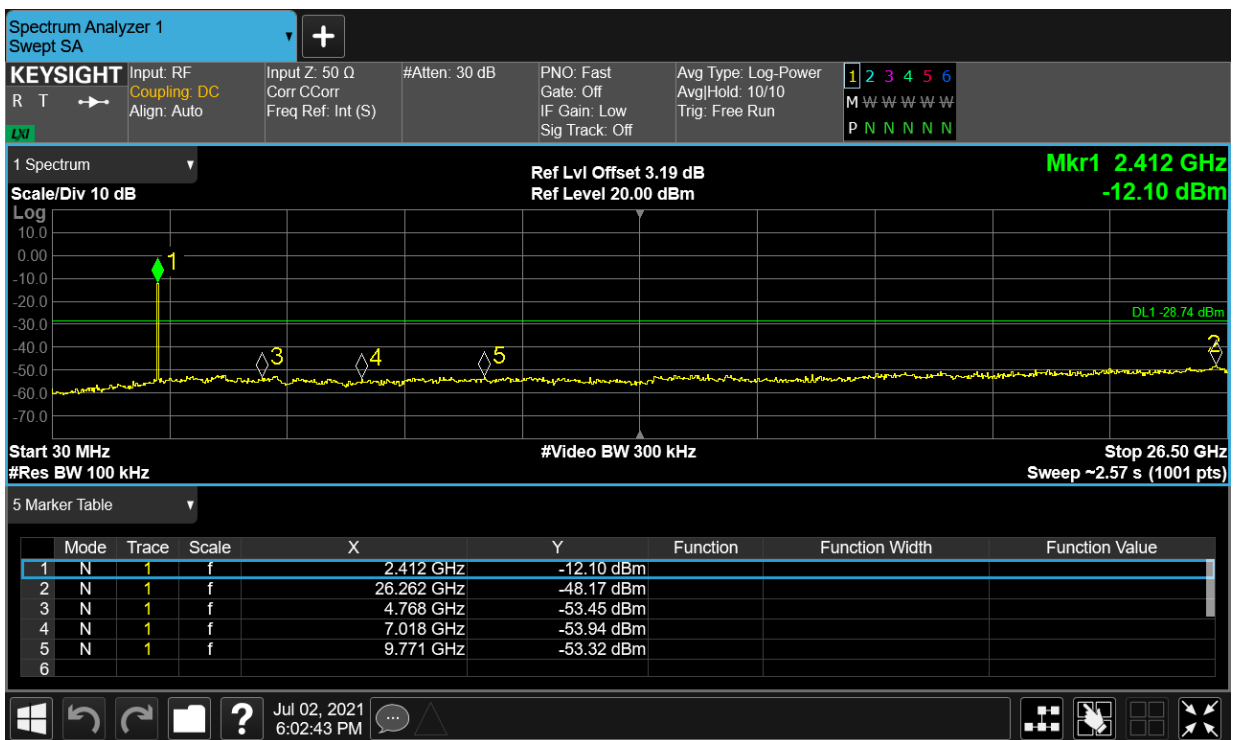 Spectrum Analyzer 1
Swept SA
+
KEYSIGHT
R T
LXI
Input: RF
Coupling: DC
Align: Auto
Input Z: 50 Ω
Corr CCorr
Freq Ref: Int (S)
#Atten: 30 dB
PNO: Fast
Gate: Off
IF Gain: Low
Sig Track: Off
Avg Type: Log-Power
Avg|Hold: 10/10
Trig: Free Run
1 2 3 4 5 6
M W W W W W
P N N N N N
1 Spectrum
Scale/Div 10 dB
Ref Lvl Offset 3.19 dB
Ref Level 20.00 dBm
Mkr1 2.412 GHz
-12.10 dBm
Log
10.0
0.00
-10.0
-20.0
-30.0
-40.0
-50.0
-60.0
-70.0
1
DL1 -28.74 dBm
3
4
5
2
Start 30 MHz
#Res BW 100 kHz
#Video BW 300 kHz
Stop 26.50 GHz
Sweep ~2.57 s (1001 pts)
5 Marker Table
Mode Trace Scale X Y Function Function Width Function Value
1 N 1 f 2.412 GHz -12.10 dBm
2 N 1 f 26.262 GHz -48.17 dBm
3 N 1 f 4.768 GHz -53.45 dBm
4 N 1 f 7.018 GHz -53.94 dBm
5 N 1 f 9.771 GHz -53.32 dBm
6
?
Jul 02, 2021
6:02:43 PM